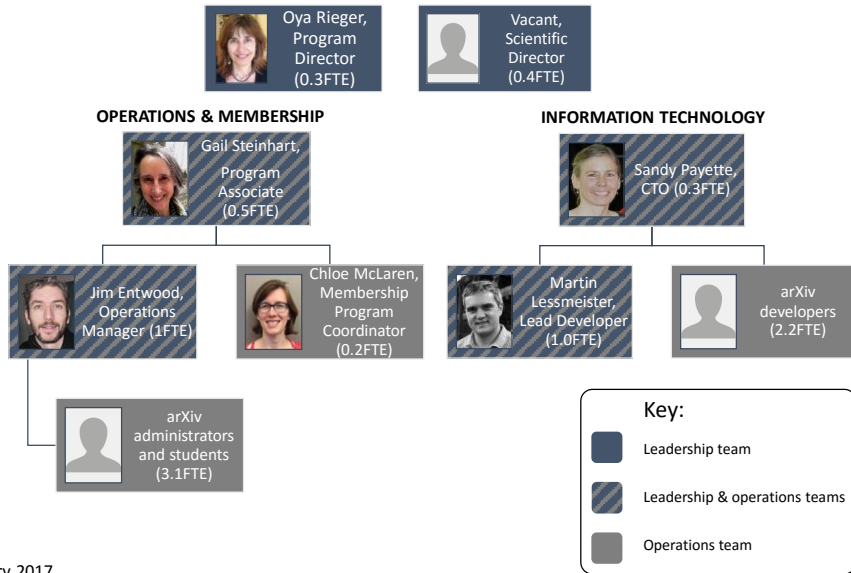 Oya Rieger,
Program
Director
(0.3FTE)
Vacant,
Scientific
Director
(0.4FTE)
OPERATIONS & MEMBERSHIP
INFORMATION TECHNOLOGY
Gail Steinhart,
Program
Associate
(0.5FTE)
Sandy Payette,
CTO (0.3FTE)
Jim Entwood,
Operations
Manager (1FTE)
Chloe McLaren,
Membership
Program
Coordinator
(0.2FTE)
Martin
Lessmeister,
Lead Developer
(1.0FTE)
arXiv
developers
(2.2FTE)
arXiv
administrators
and students
(3.1FTE)
Key:
Leadership team
Leadership & operations teams
Operations team
2017